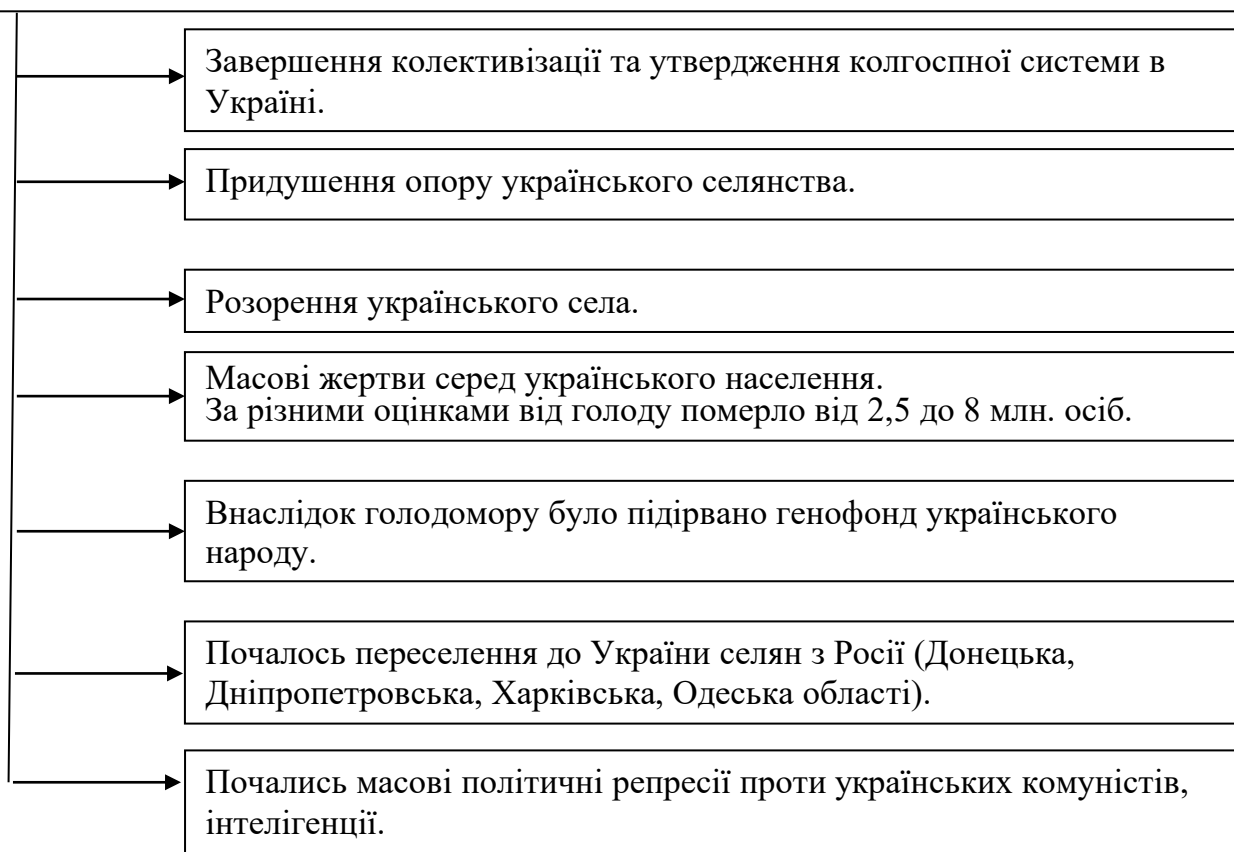 Завершення колективізації та утвердження колгоспної системи в
Україні.
Придушення опору українського селянства.
Розорення українського села.
Масові жертви серед українського населення.
За різними оцінками від голоду померло від 2,5 до 8 млн. осіб.
Внаслідок голодомору було підірвано генофонд українського
народу.
Почалось переселення до України селян з Росії (Донецька,
Дніпропетровська, Харківська, Одеська області).
Почались масові політичні репресії проти українських комуністів,
інтелігенції.